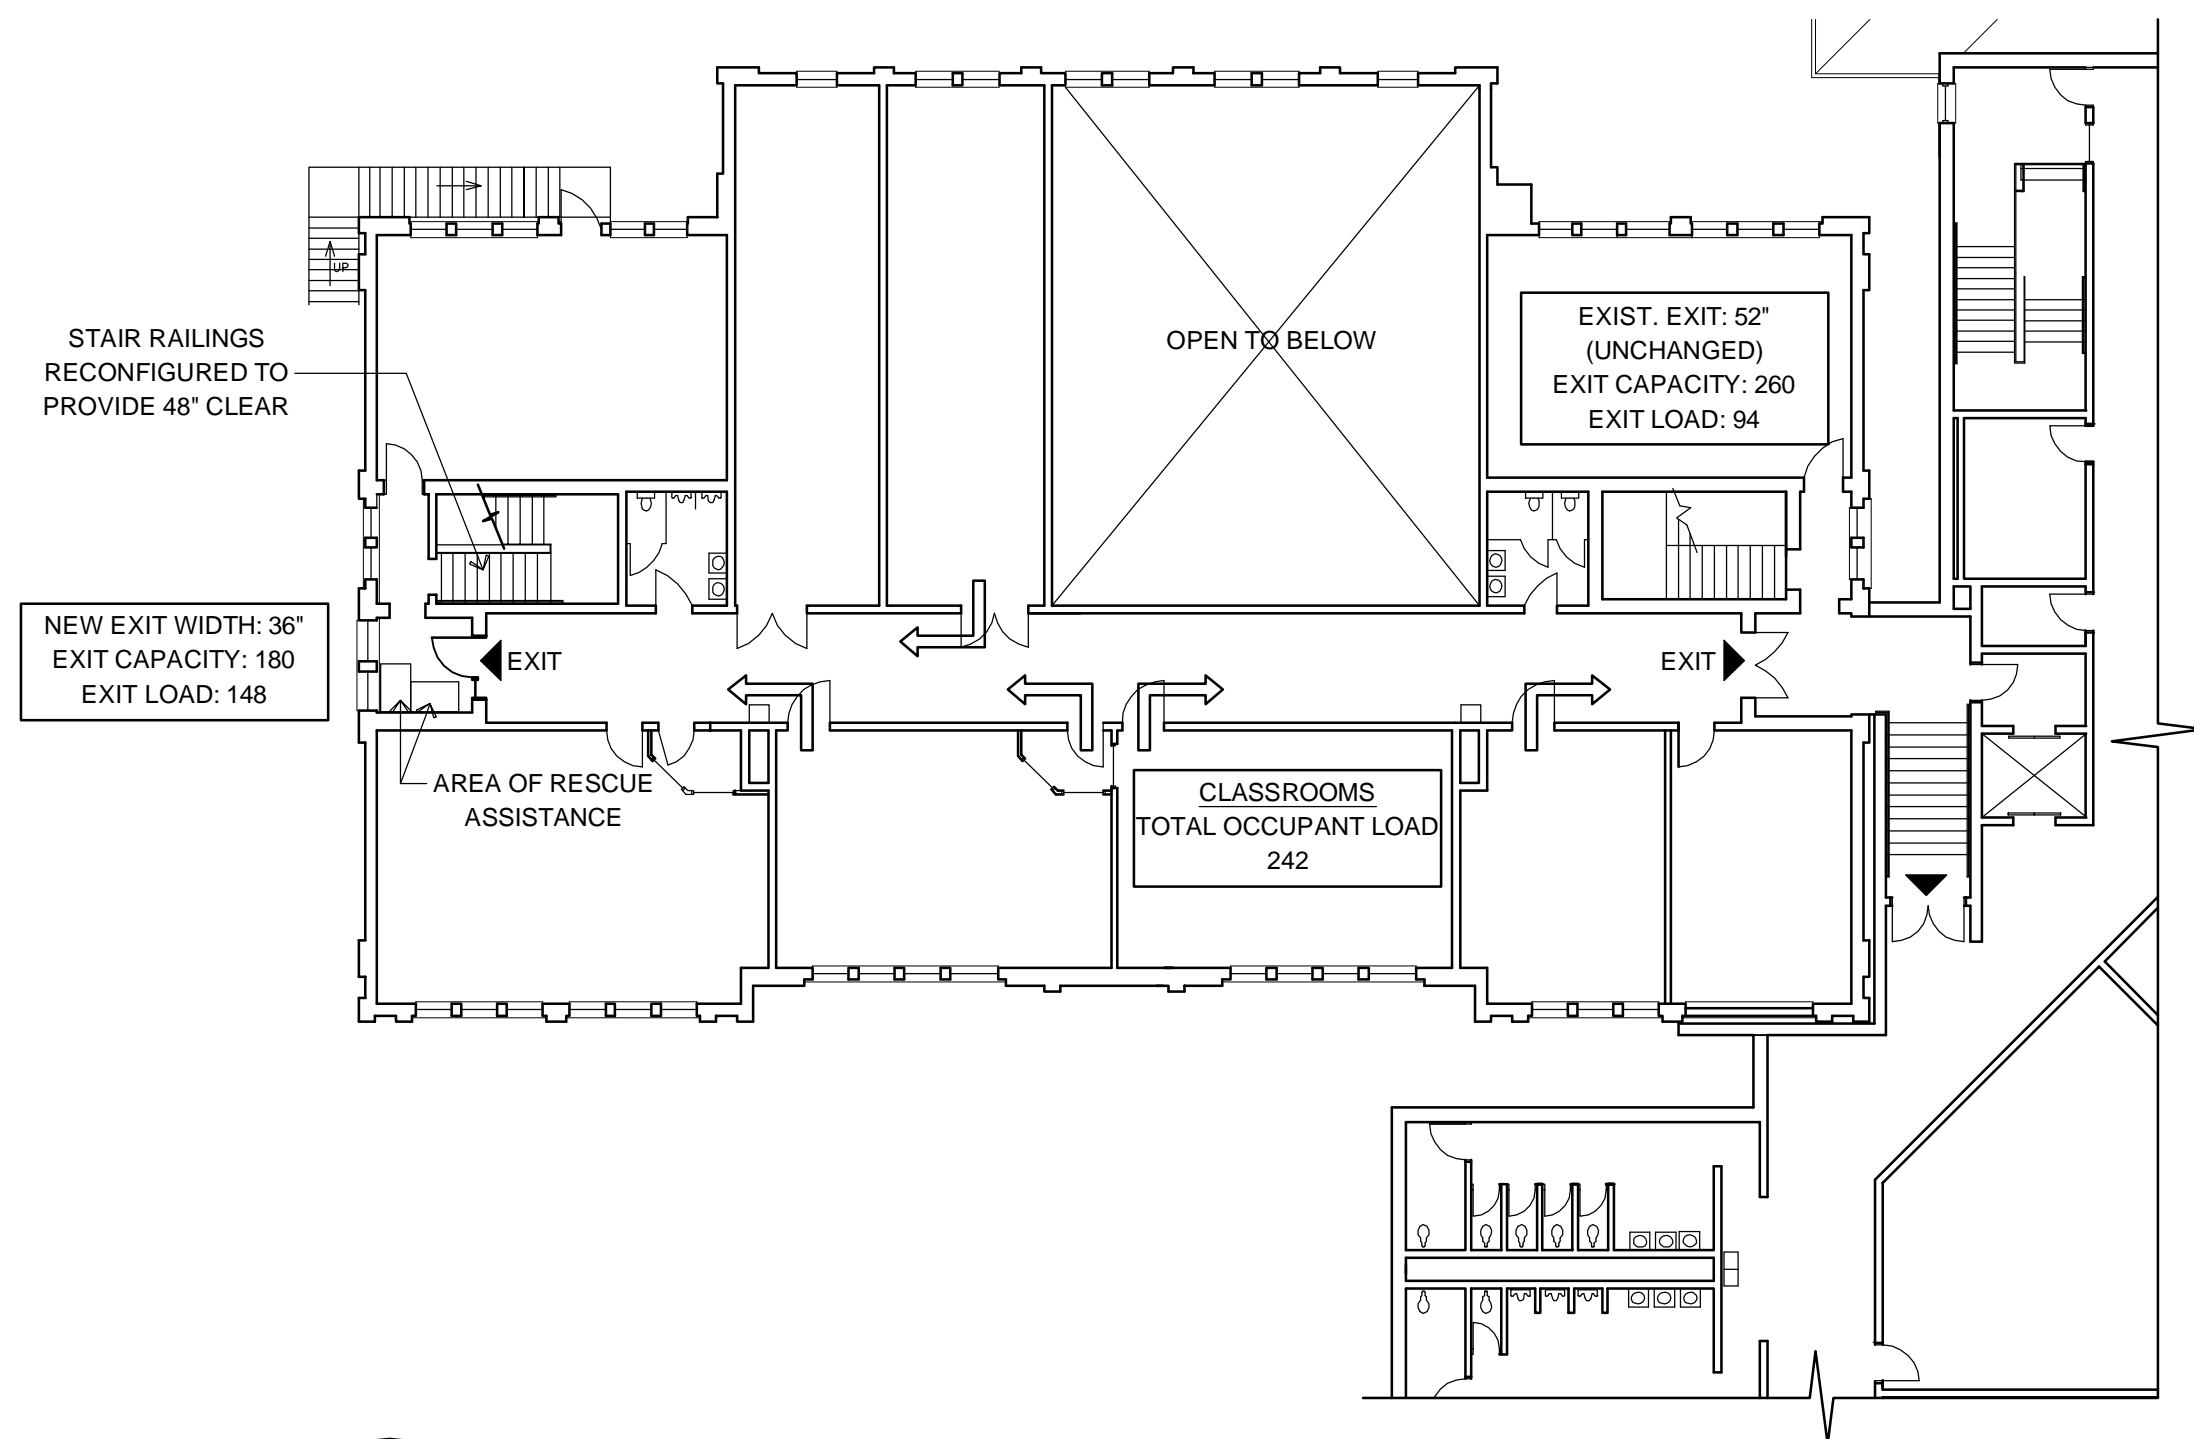 UP
STAIR RAILINGS
RECONFIGURED TO
PROVIDE 48" CLEAR
OPEN TO BELOW
EXIST. EXIT: 52"
(UNCHANGED)
EXIT CAPACITY: 260
EXIT LOAD: 94
NEW EXIT WIDTH: 36"
EXIT CAPACITY: 180
EXIT LOAD: 148
EXIT
EXIT
AREA OF RESCUE
ASSISTANCE
CLASSROOMS
TOTAL OCCUPANT LOAD
242